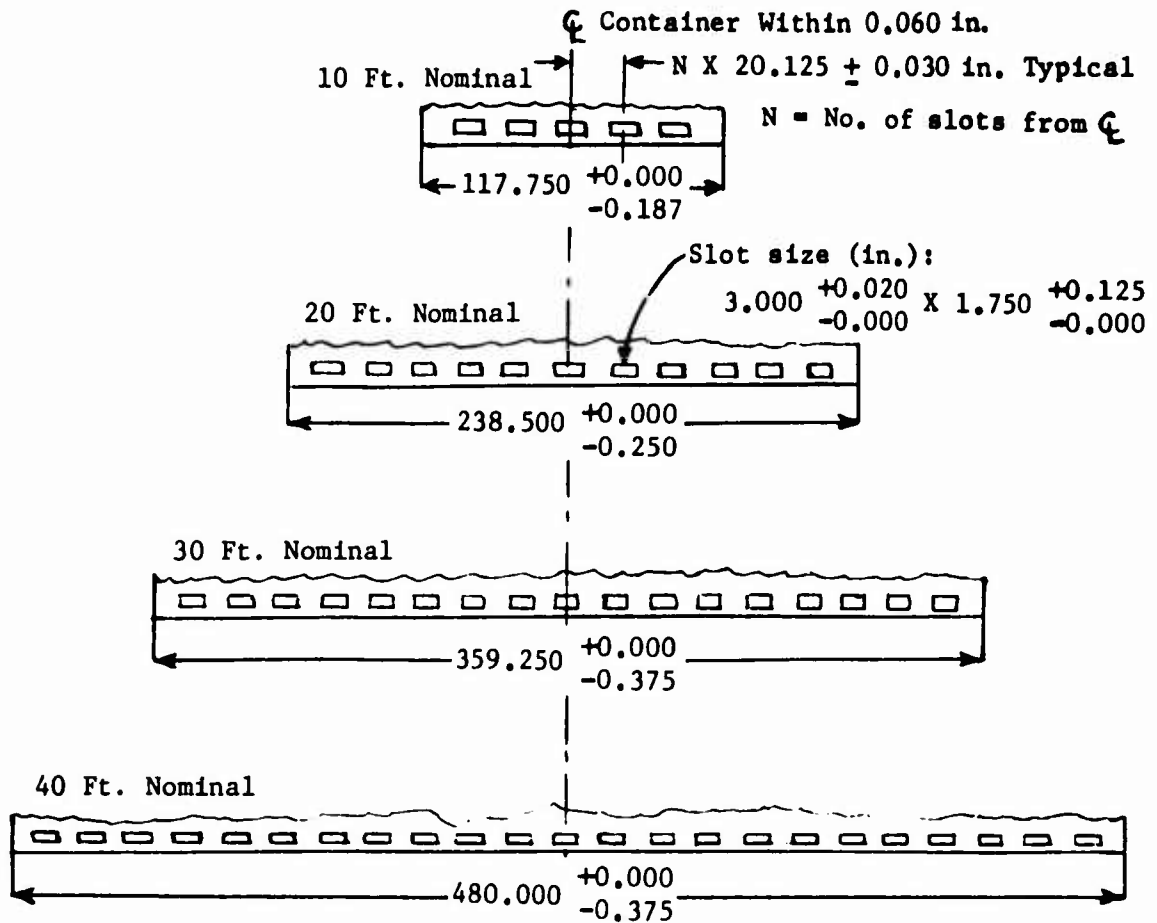 ℄ Container Within 0.060 in.
10 Ft. Nominal
N X 20.125 ± 0.030 in. Typical
N = No. of slots from ℄
117.750 +0.000
-0.187
Slot size (in.):
3.000 +0.020 -0.000 X 1.750 +0.125 -0.000
20 Ft. Nominal
238.500 +0.000
-0.250
30 Ft. Nominal
359.250 +0.000
-0.375
40 Ft. Nominal
480.000 +0.000
-0.375